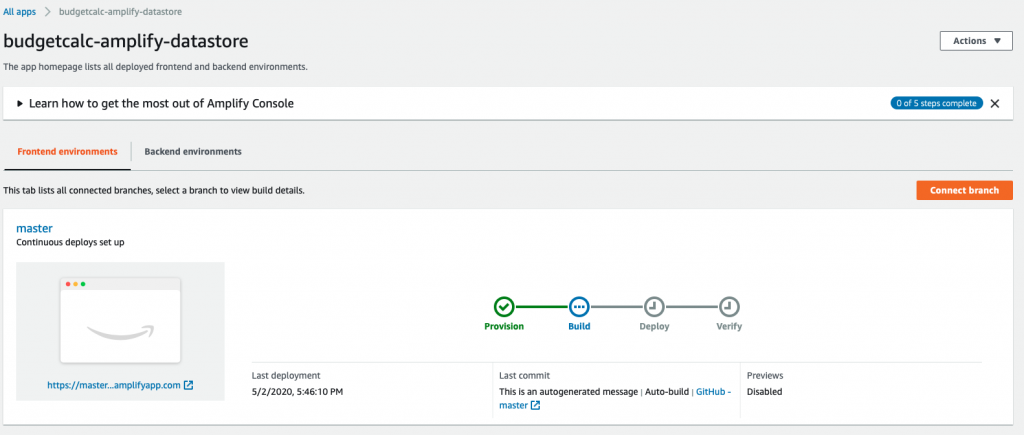 All apps > budgetcalc-amplify-datastore
budgetcalc-amplify-datastore
Actions ▼
The app homepage lists all deployed frontend and backend environments.
▶ Learn how to get the most out of Amplify Console
0 of 5 steps complete
Frontend environments
Backend environments
This tab lists all connected branches, select a branch to view build details.
Connect branch
master
Continuous deploys set up
Provision
Build
Deploy
Verify
https://master...amplifyapp.com
Last deployment
5/2/2020, 5:46:10 PM
Last commit
This is an autogenerated message | Auto-build | GitHub -
master
Previews
Disabled